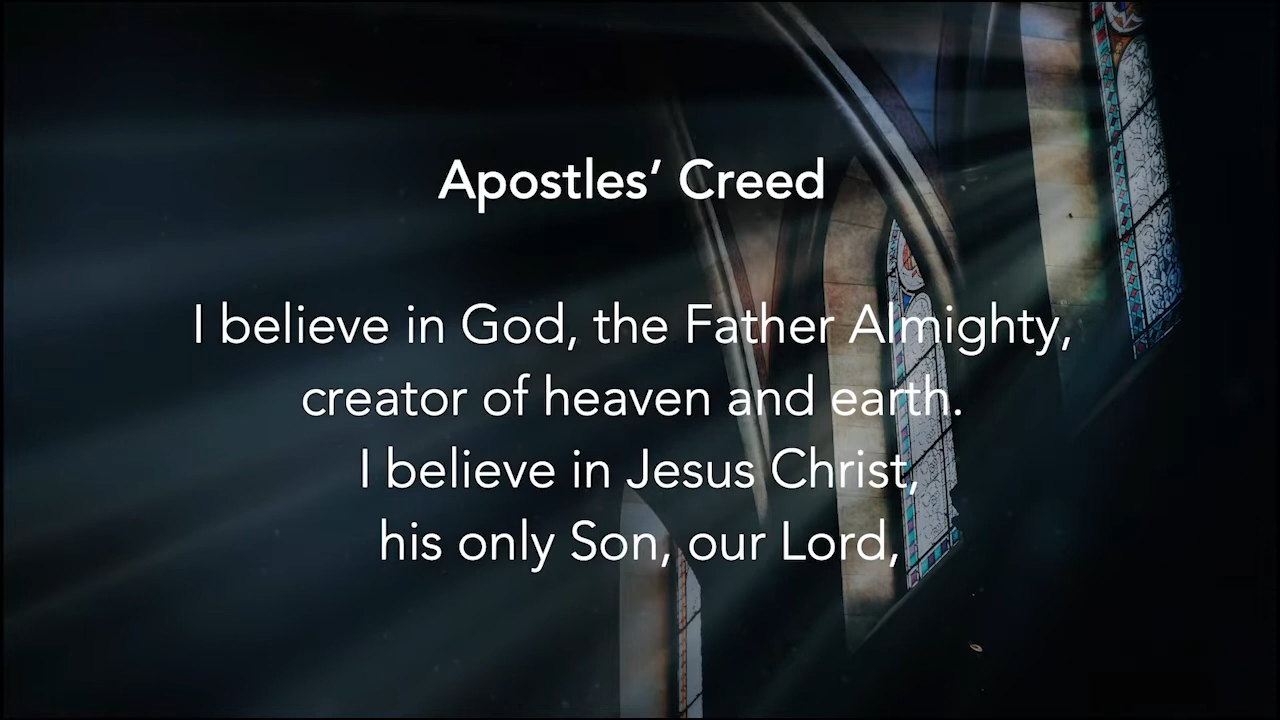 Apostles’ Creed
I believe in God, the Father Almighty,
creator of heaven and earth.
I believe in Jesus Christ,
his only Son, our Lord,